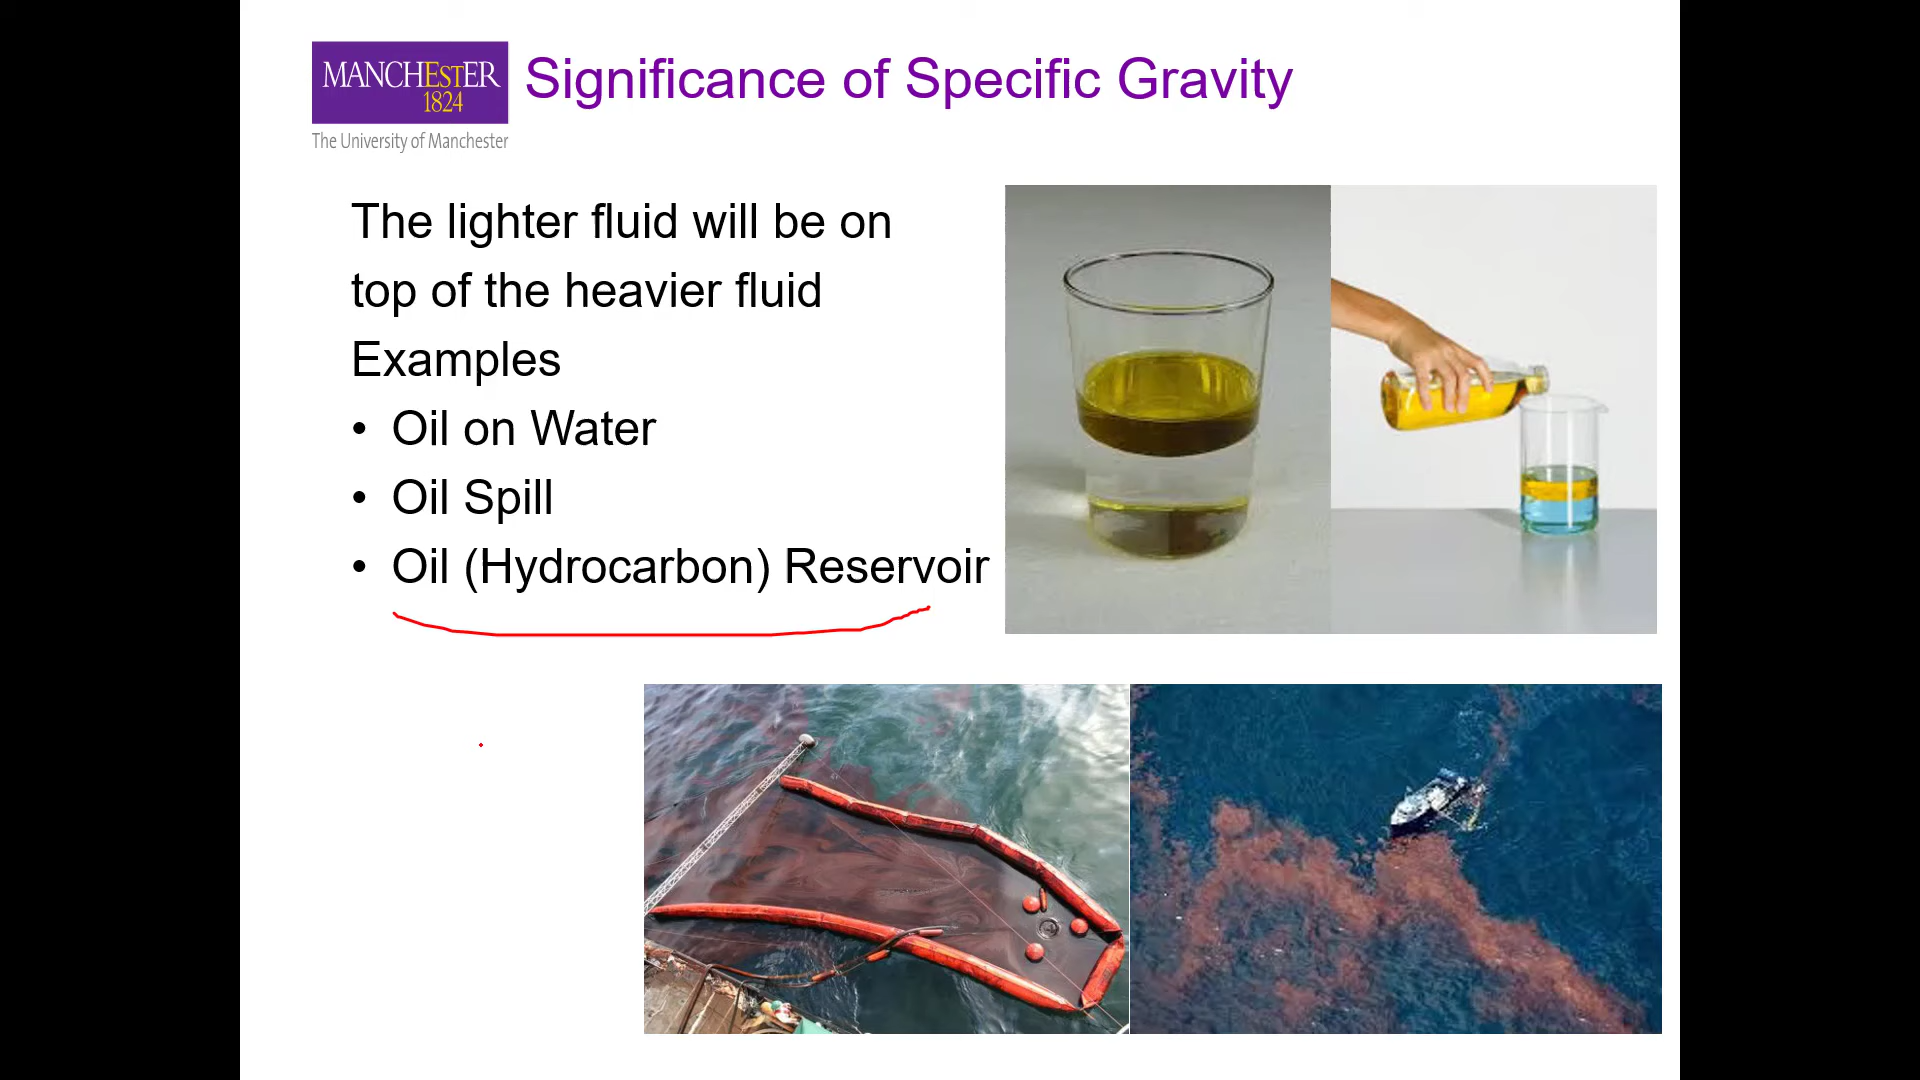 MANCHESTER
1824
The University of Manchester
Significance of Specific Gravity
The lighter fluid will be on
top of the heavier fluid
Examples
• Oil on Water
• Oil Spill
• Oil (Hydrocarbon) Reservoir